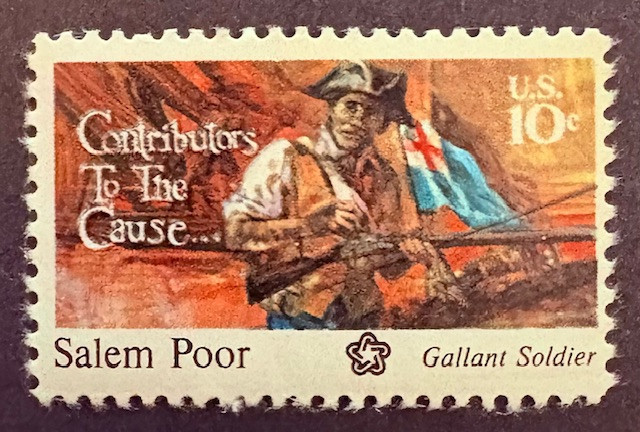 Contributors
To The
Cause...
U.S.
10c
Salem Poor
Gallant Soldier